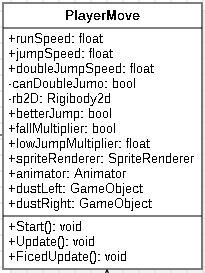 PlayerMove
+runSpeed: float
+jumpSpeed: float
+doubleJumpSpeed: float
-canDoubleJumo: bool
-rb2D: Rigibody2d
+betterJump: bool
+fallMultiplier: bool
+lowJumpMultiplier: float
+spriteRenderer: SpriteRenderer
+animator: Animator
+dustLeft: GameObject
+dustRight: GameObject
+Start(): void
+Update(): void
+FicedUpdate(): void